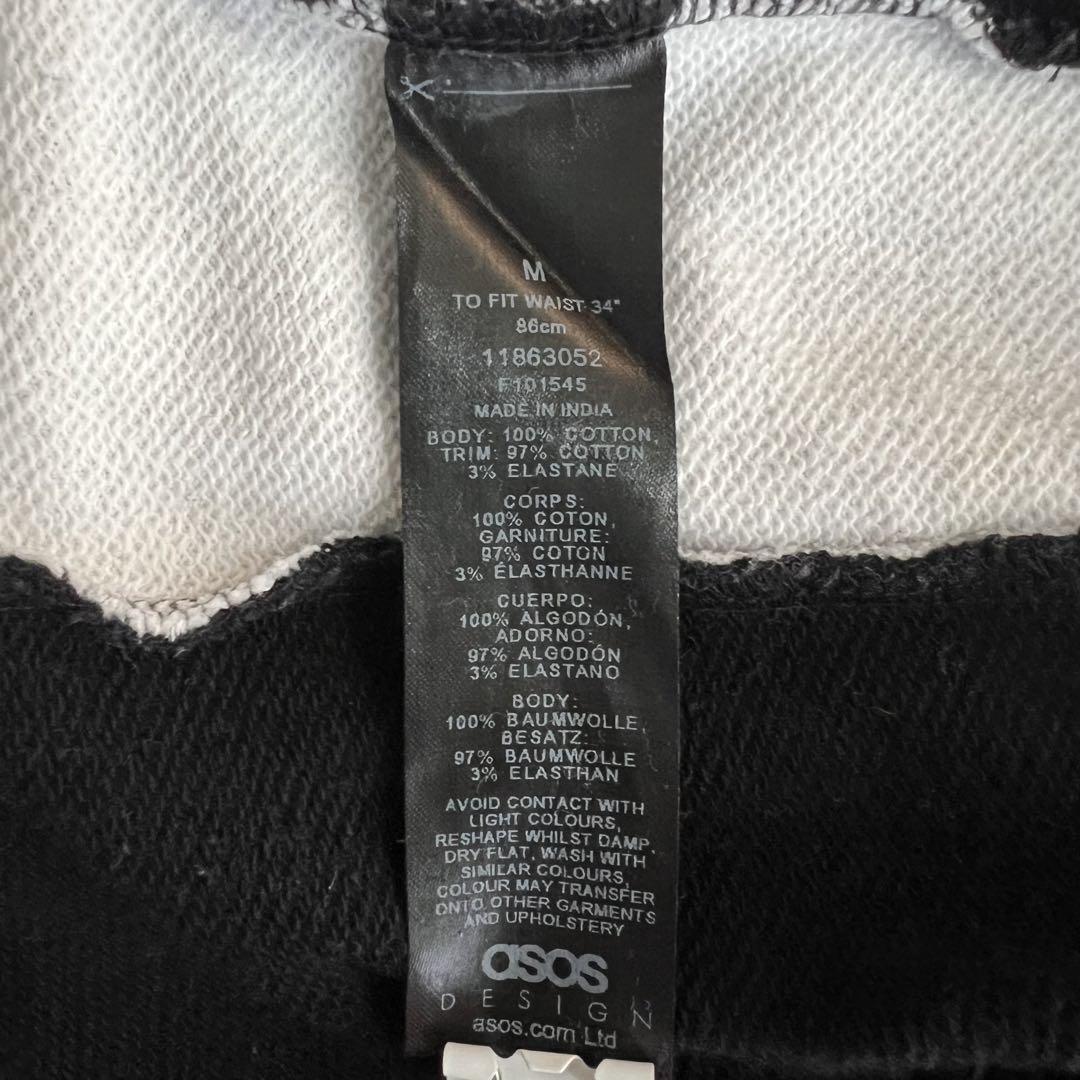 M
TO FIT WAIST 34"
86cm
11863052
F101545
MADE IN INDIA
BODY: 100% COTTON,
TRIM: 97% COTTON
3% ELASTANE
CORPS:
100% COTON,
GARNITURE:
97% COTON
3% ÉLASTHANNE
CUERPO:
100% ALGODÓN,
ADORNO:
97% ALGODÓN
3% ELASTANO
BODY:
100% BAUMWOLLE,
BESATZ:
97% BAUMWOLLE
3% ELASTHAN
AVOID CONTACT WITH
LIGHT COLOURS,
RESHAPE WHILST DAMP,
DRY FLAT, WASH WITH
SIMILAR COLOURS,
COLOUR MAY TRANSFER
ONTO OTHER GARMENTS
AND UPHOLSTERY
asos
DESIGN
asos.com Ltd